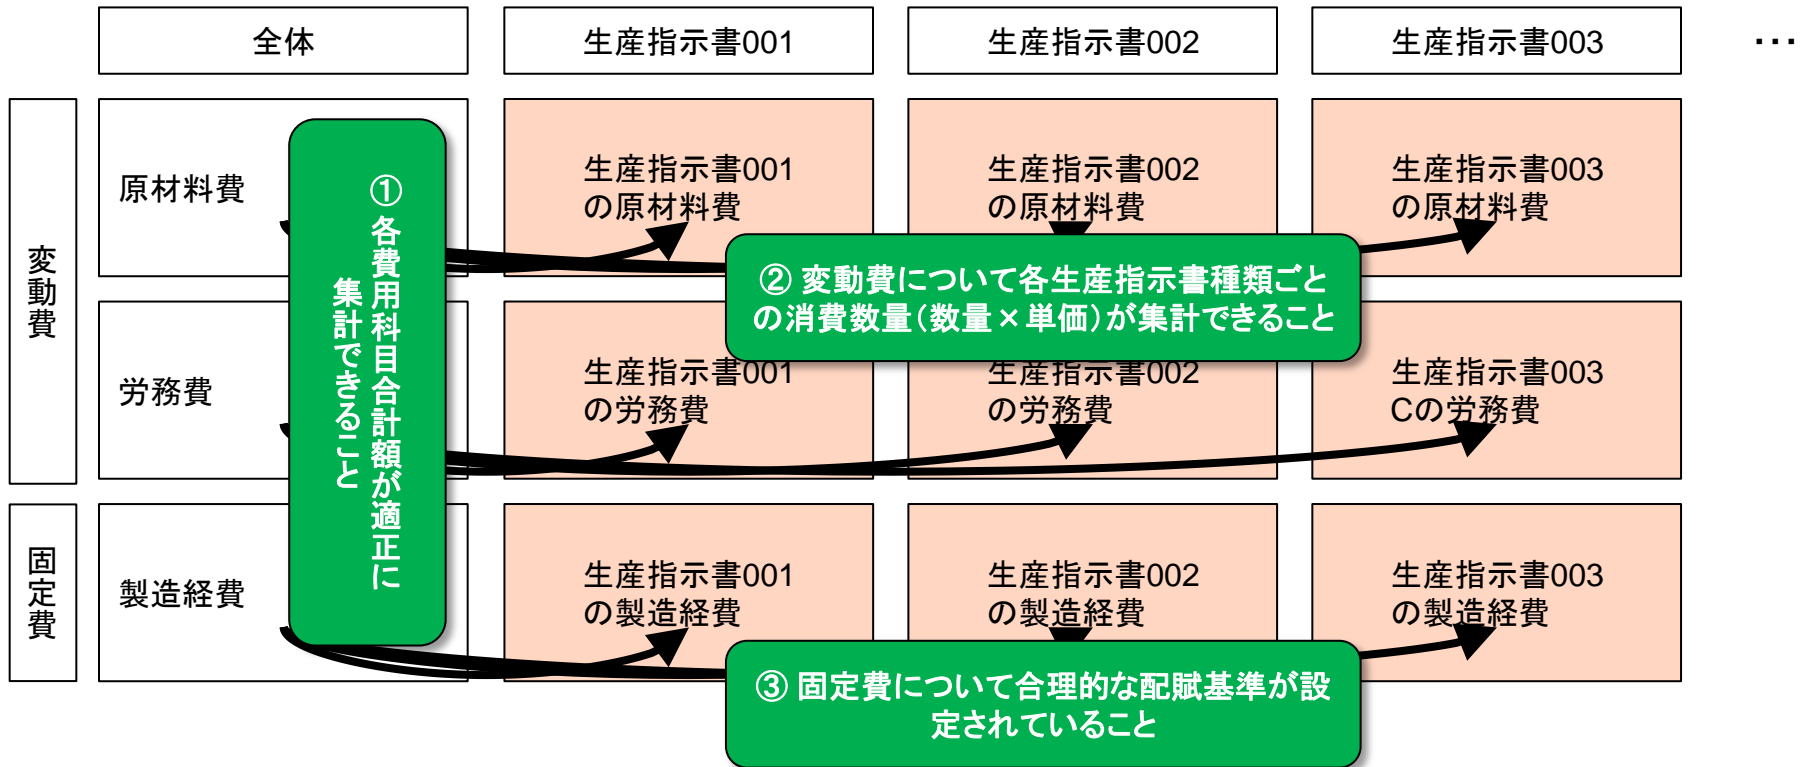 全体
生産指示書001
生産指示書002
生産指示書003
…
変動費
原材料費
生産指示書001
の原材料費
生産指示書002
の原材料費
生産指示書003
の原材料費
① 各費用科目合計額が適正に
集計できること
② 変動費について各生産指示書種類ごと
の消費数量(数量×単価)が集計できること
労務費
生産指示書001
の労務費
生産指示書002
の労務費
生産指示書003
Cの労務費
固定費
製造経費
生産指示書001
の製造経費
生産指示書002
の製造経費
生産指示書003
の製造経費
③ 固定費について合理的な配賦基準が設
定されていること